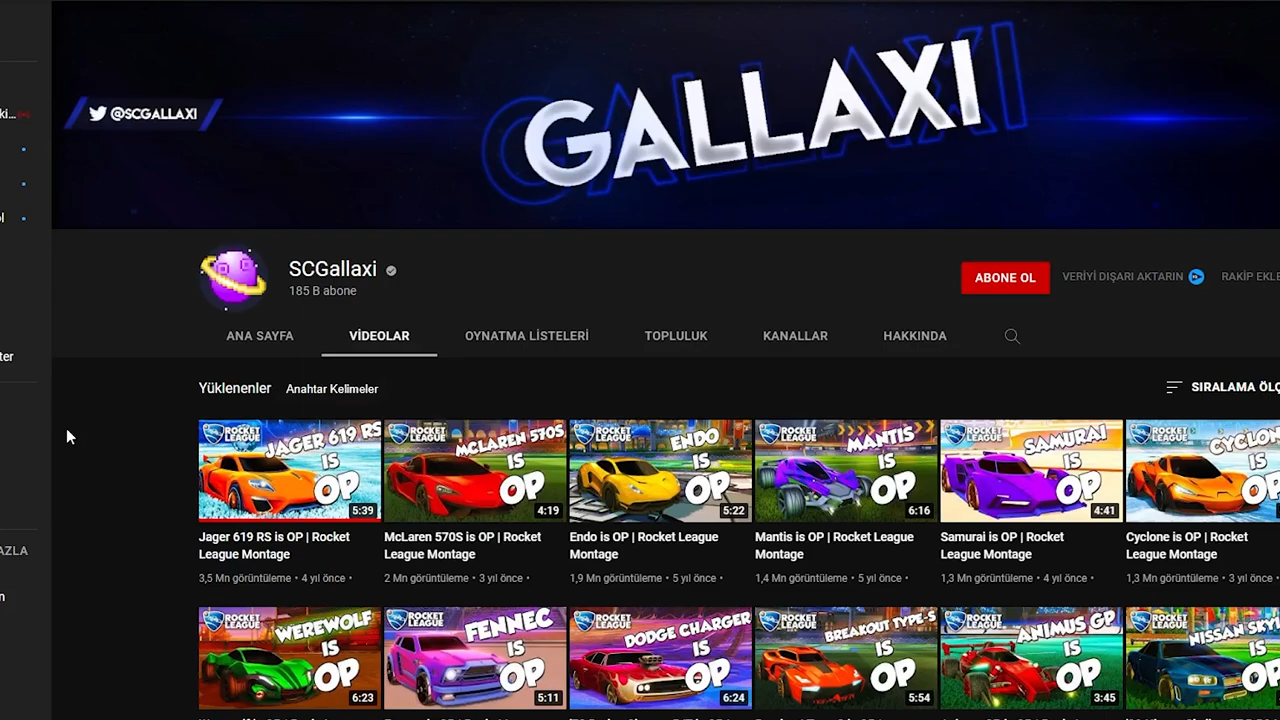 GALLAXI
@SCGALLAXI
SCGallaxi
185 B abone
ABONE OL
VERİYİ DIŞARI AKTARIN
RAKİP EKLE
ANA SAYFA
VİDEOLAR
OYNATMA LİSTELERİ
TOPLULUK
KANALLAR
HAKKINDA
Yüklenenler
Anahtar Kelimeler
SIRALAMA
ROCKET LEAGUE
JAGER 619 RS
IS
OP
5:39
ROCKET LEAGUE
MCLAREN 570S
IS
OP
4:19
ROCKET LEAGUE
ENDO
IS
OP
5:22
ROCKET LEAGUE
MANTIS
IS
OP
6:16
ROCKET LEAGUE
SAMURAI
IS
OP
4:41
ROCKET LEAGUE
CYCLON
IS
OP
Jager 619 RS is OP | Rocket
League Montage
3,5 Mn görüntüleme • 4 yıl önce •
McLaren 570S is OP | Rocket
League Montage
2 Mn görüntüleme • 3 yıl önce •
Endo is OP | Rocket League
Montage
1,9 Mn görüntüleme • 5 yıl önce •
Mantis is OP | Rocket League
Montage
1,4 Mn görüntüleme • 5 yıl önce •
Samurai is OP | Rocket
League Montage
1,3 Mn görüntüleme • 4 yıl önce •
Cyclone is OP | Rocket
League Montage
1,3 Mn görüntüleme • 3 yıl önce •
ROCKET LEAGUE
WEREWOLF
IS
OP
6:23
ROCKET LEAGUE
FENNEC
IS
OP
5:11
ROCKET LEAGUE
DODGE CHARGER
IS
OP
6:24
ROCKET LEAGUE
BREAKOUT TYPE-S
IS
OP
5:54
ROCKET LEAGUE
ANIMUS GP
IS
OP
3:45
ROCKET LEAGUE
NISSAN SKY
IS
OP